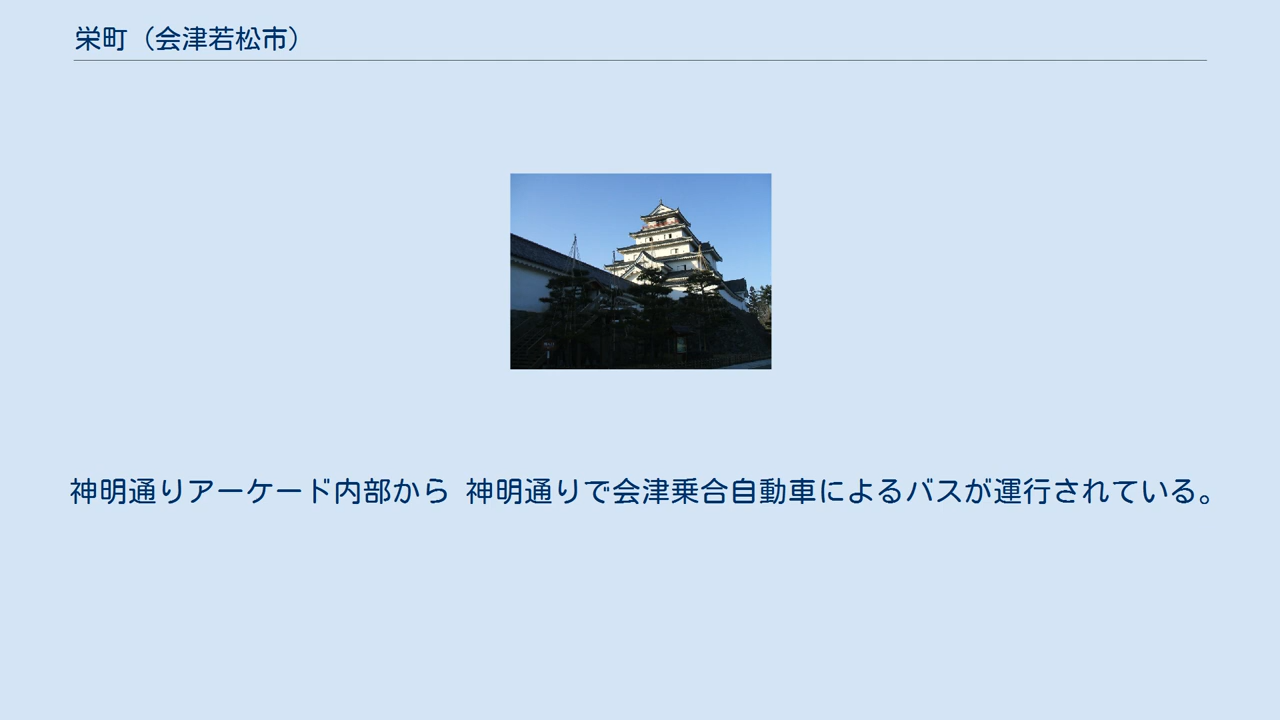 栄町（会津若松市）
神明通りアーケード内部から 神明通りで会津乗合自動車によるバスが運行されている。